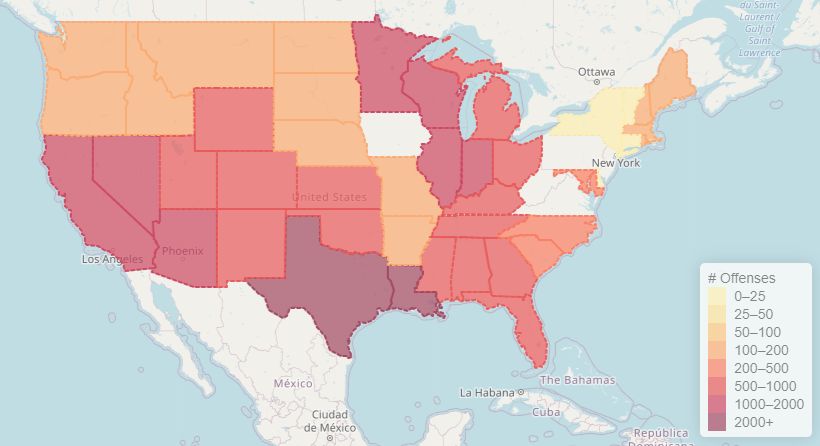 du Saint-
Laurent /
Gulf of
Saint
Lawrence
Ottawa
New York
United States
Phoenix
Los Angeles
# Offenses
0–25
25–50
50–100
100–200
200–500
500–1000
1000–2000
2000+
México
The Bahamas
La Habana
Cuba
Ciudad
de México
República
Dominicana